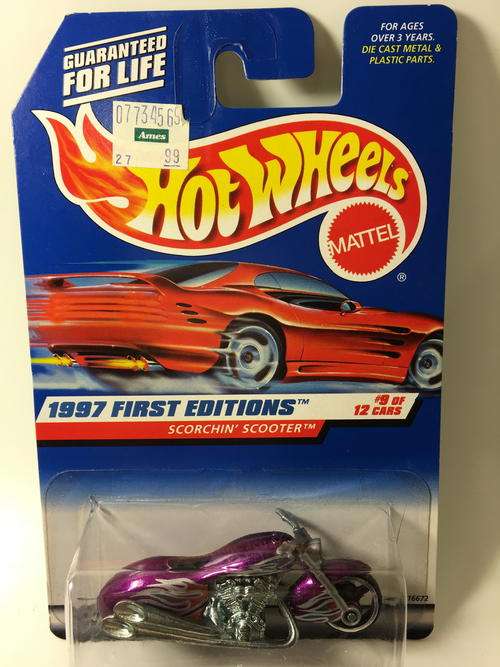 GUARANTEED
FOR LIFE
FOR AGES
OVER 3 YEARS.
DIE CAST METAL &
PLASTIC PARTS.
07734565
Ames
27 99
HOT WHEELS
MATTEL
®
1997 FIRST EDITIONS™
#9 OF
12 CARS
SCORCHIN' SCOOTER™
16672